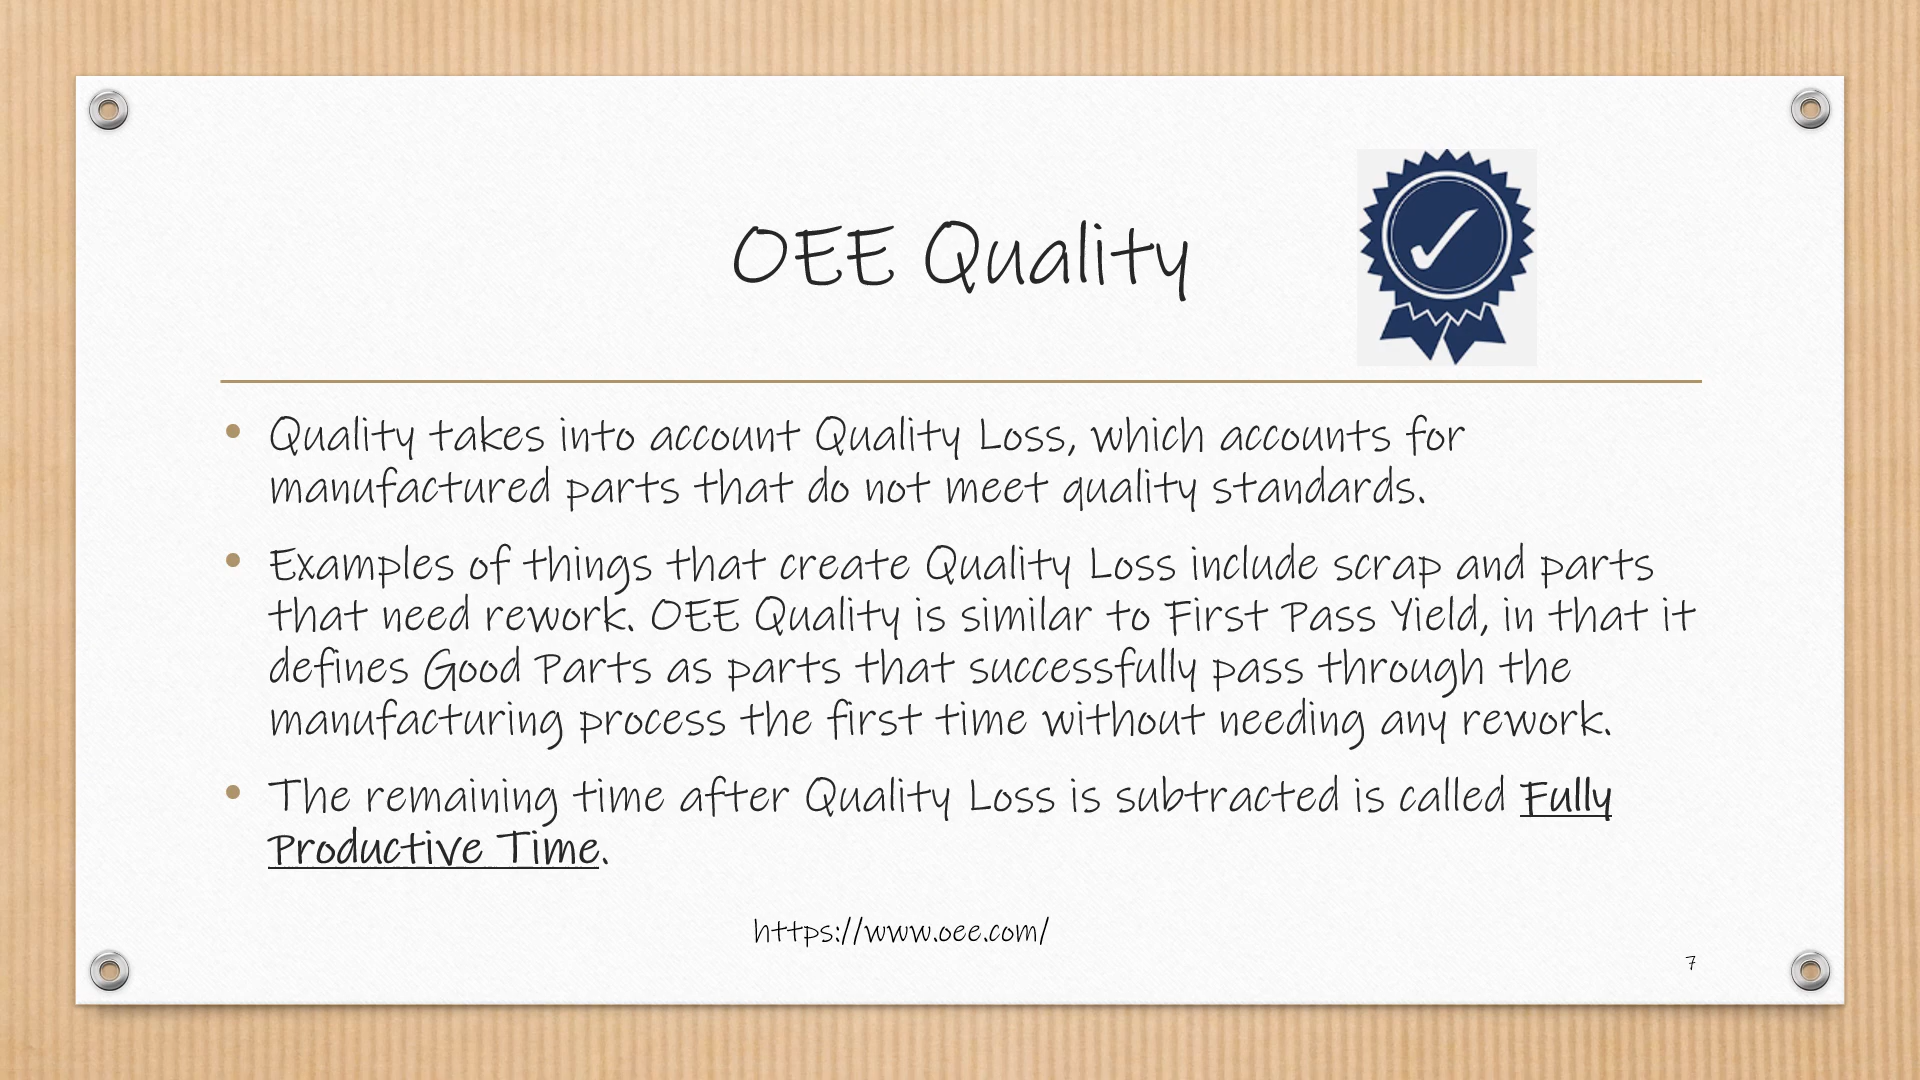 OEE Quality
• Quality takes into account Quality Loss, which accounts for
manufactured parts that do not meet quality standards.
• Examples of things that create Quality Loss include scrap and parts
that need rework. OEE Quality is similar to First Pass Yield, in that it
defines Good Parts as parts that successfully pass through the
manufacturing process the first time without needing any rework.
• The remaining time after Quality Loss is subtracted is called Fully
Productive Time.
https://www.oee.com/
7